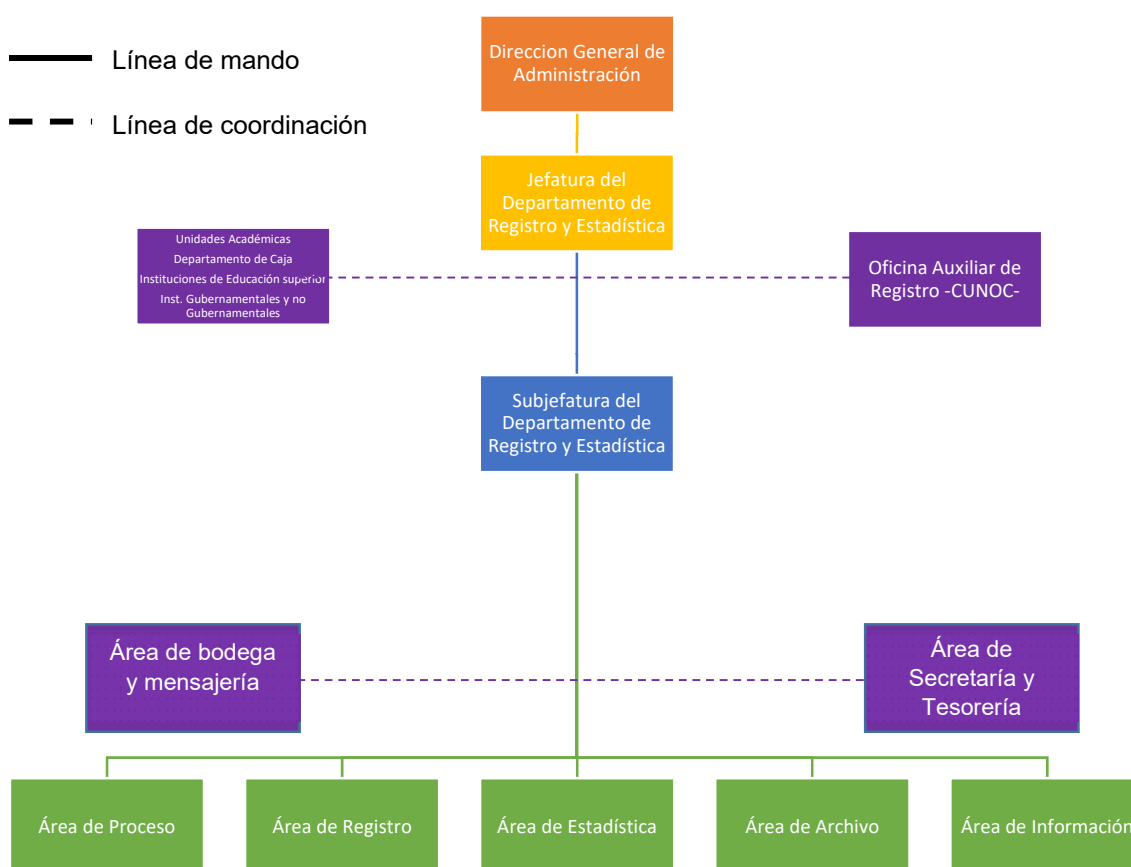 Línea de mando
Línea de coordinación
Direccion General de
Administración
Jefatura del
Departamento de
Registro y Estadística
Unidades Académicas
Departamento de Caja
Instituciones de Educación superior
Inst. Gubernamentales y no
Gubernamentales
Oficina Auxiliar de
Registro -CUNOC-
Subjefatura del
Departamento de
Registro y Estadística
Área de bodega
y mensajería
Área de
Secretaría y
Tesorería
Área de Proceso
Área de Registro
Área de Estadística
Área de Archivo
Área de Información